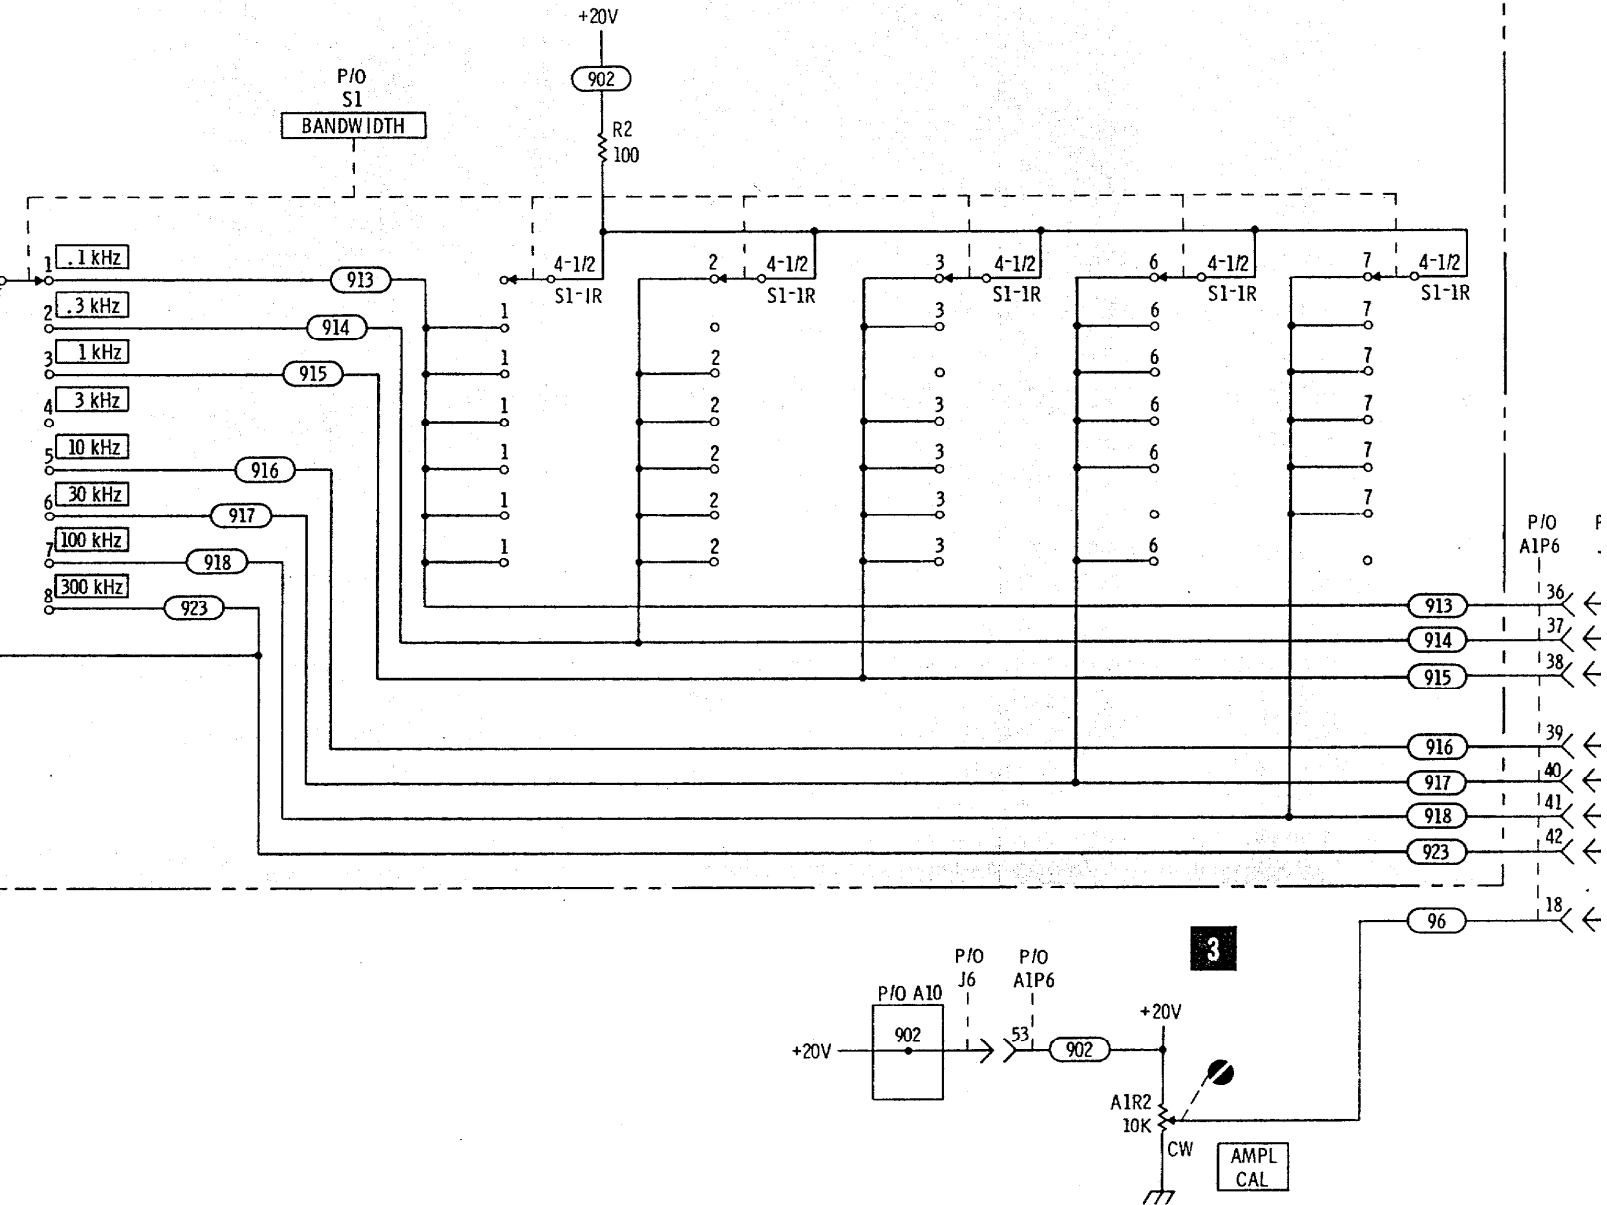 +20V
902
P/O
S1
BANDWIDTH
R2
100
1 .1 kHz
913
2 .3 kHz
914
3 1 kHz
915
4 3 kHz
5 10 kHz
916
6 30 kHz
917
7 100 kHz
918
8 300 kHz
923
4-1/2
S1-1R
1
1
1
1
1
1
2
4-1/2
S1-1R
2
2
2
2
2
3
4-1/2
S1-1R
3
3
3
3
3
6
4-1/2
S1-1R
6
6
6
6
6
7
4-1/2
S1-1R
7
7
7
7
7
P/O
A1P6
913 36
914 37
915 38
916 39
917 40
918 41
923 42
96 18
3
P/O
J6
P/O
A1P6
P/O A10
+20V
902
53
902
+20V
A1R2
10K
CW
AMPL
CAL